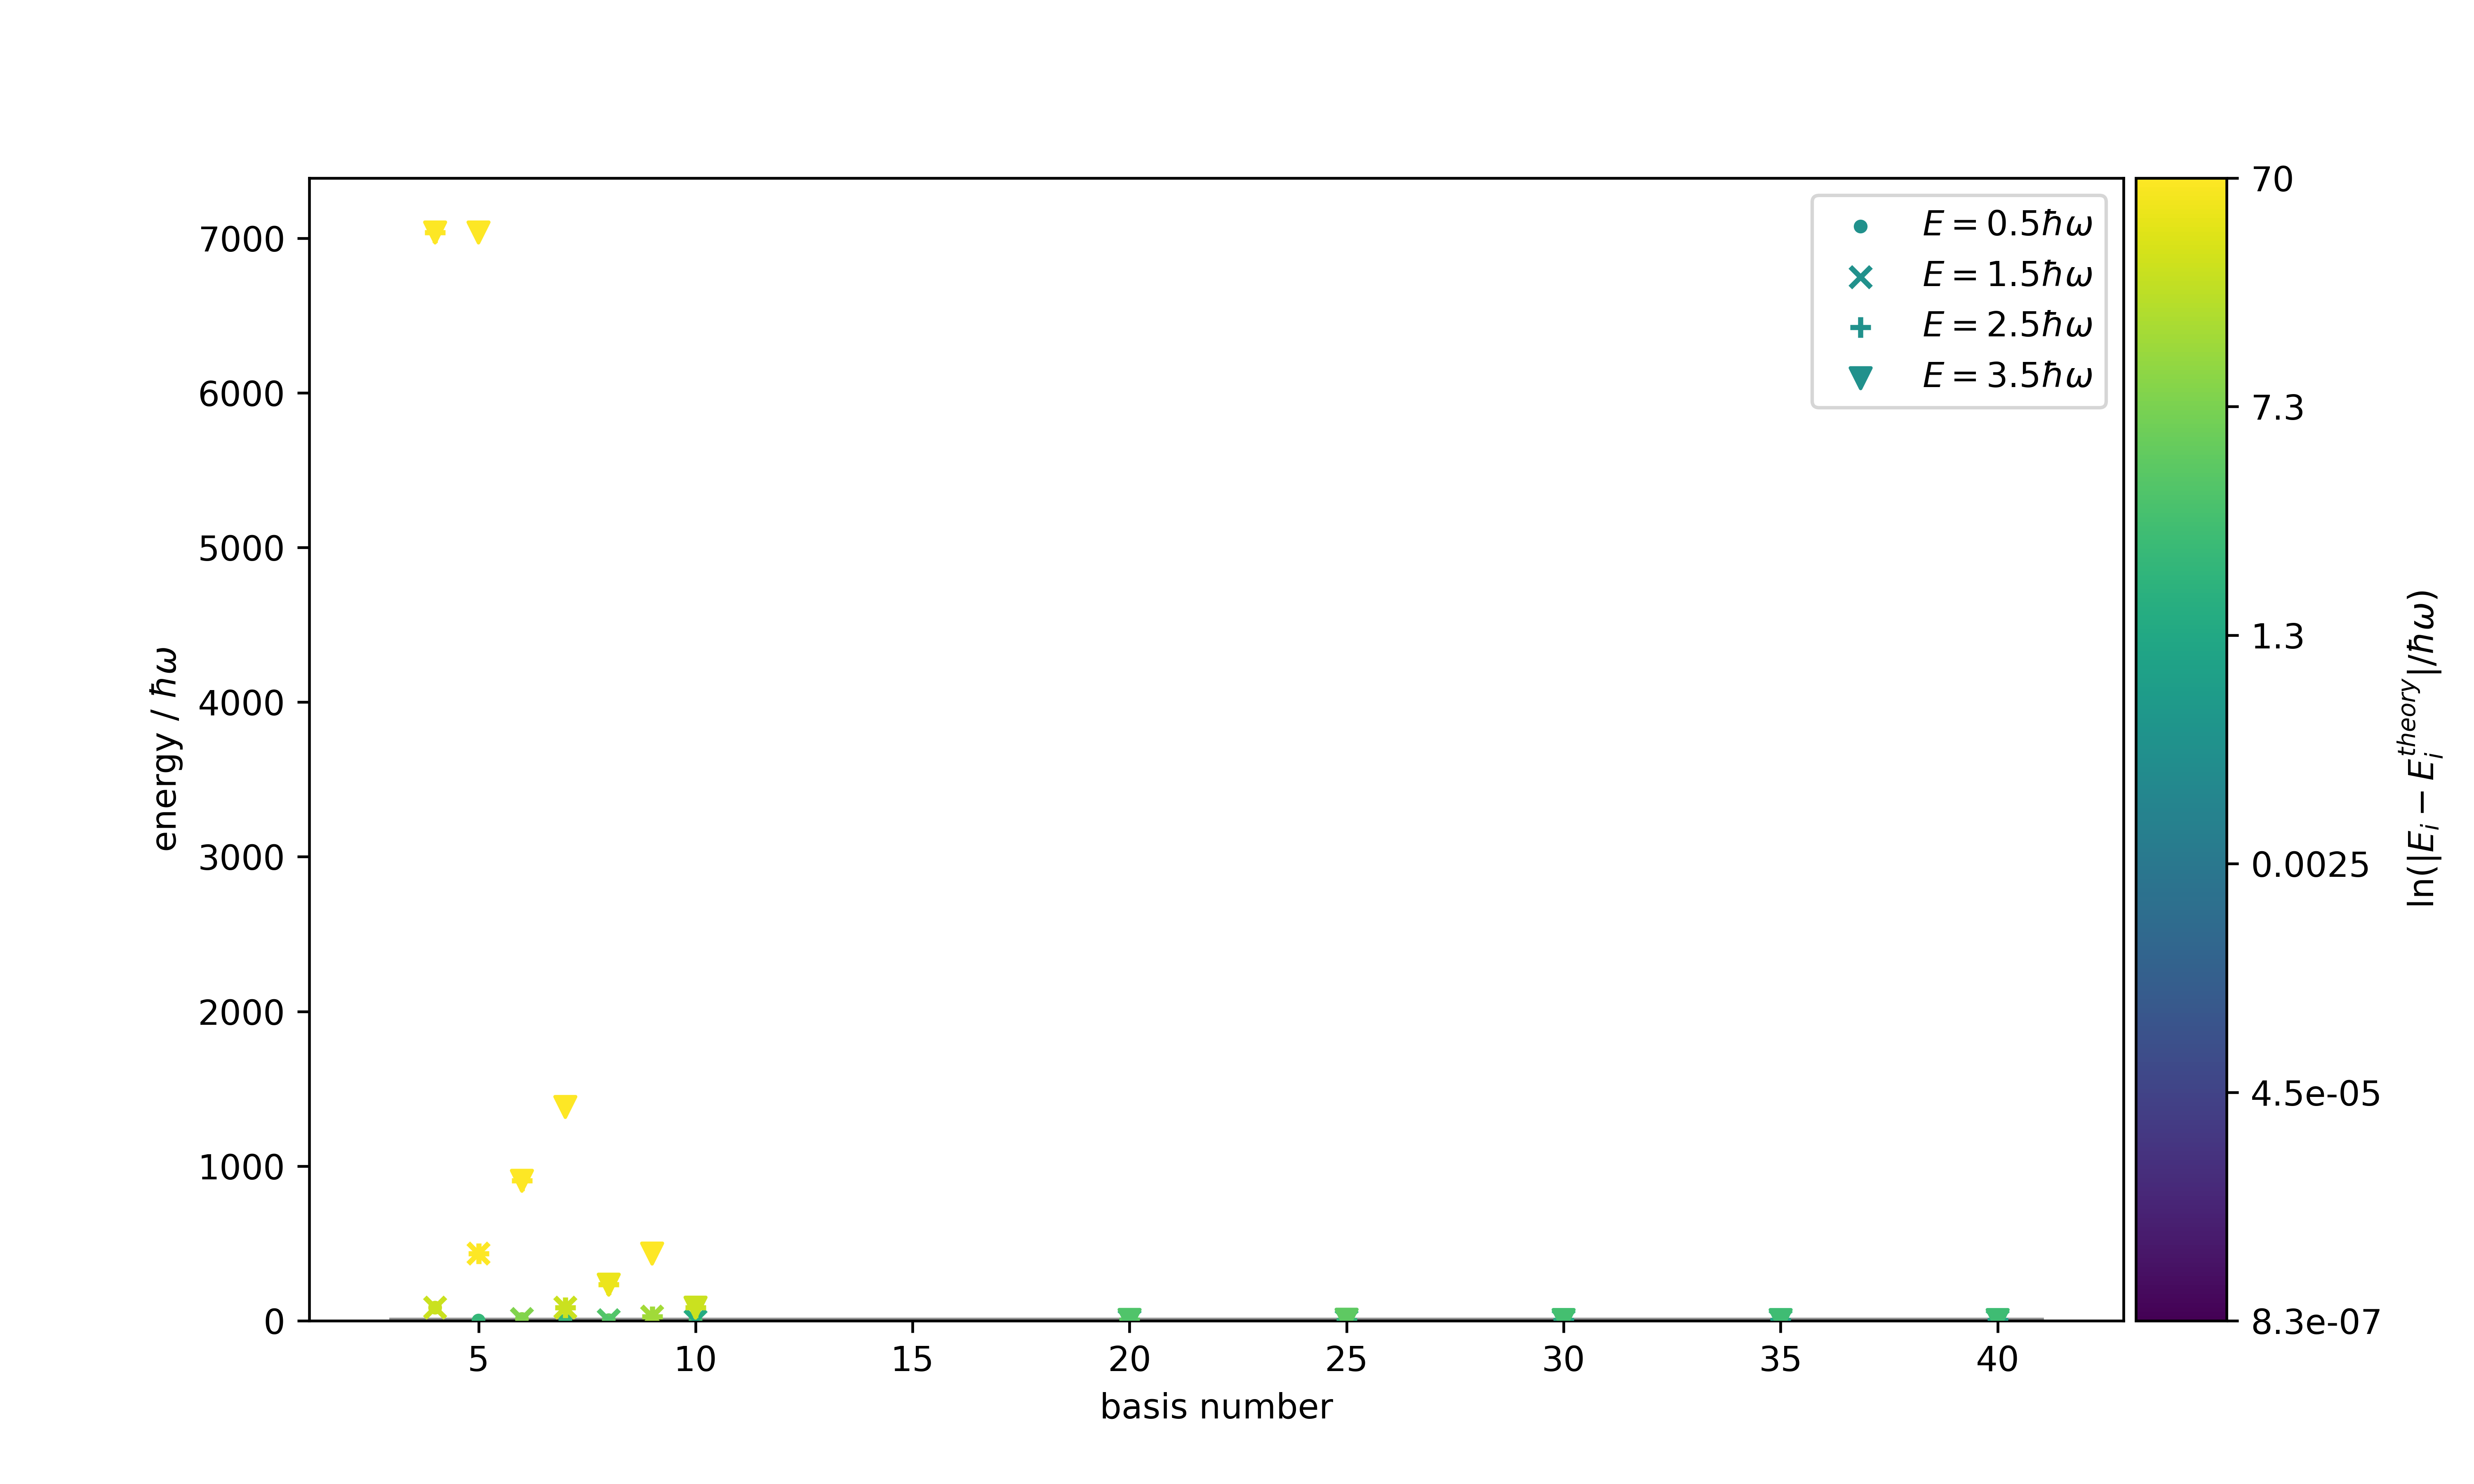 7000
6000
5000
4000
3000
2000
1000
0
energy / ħω
5
10
15
20
25
30
35
40
basis number
E = 0.5ħω
E = 1.5ħω
E = 2.5ħω
E = 3.5ħω
70
7.3
1.3
0.0025
4.5e-05
8.3e-07
ln(|E_i − E_i^{theory}|/ħω)